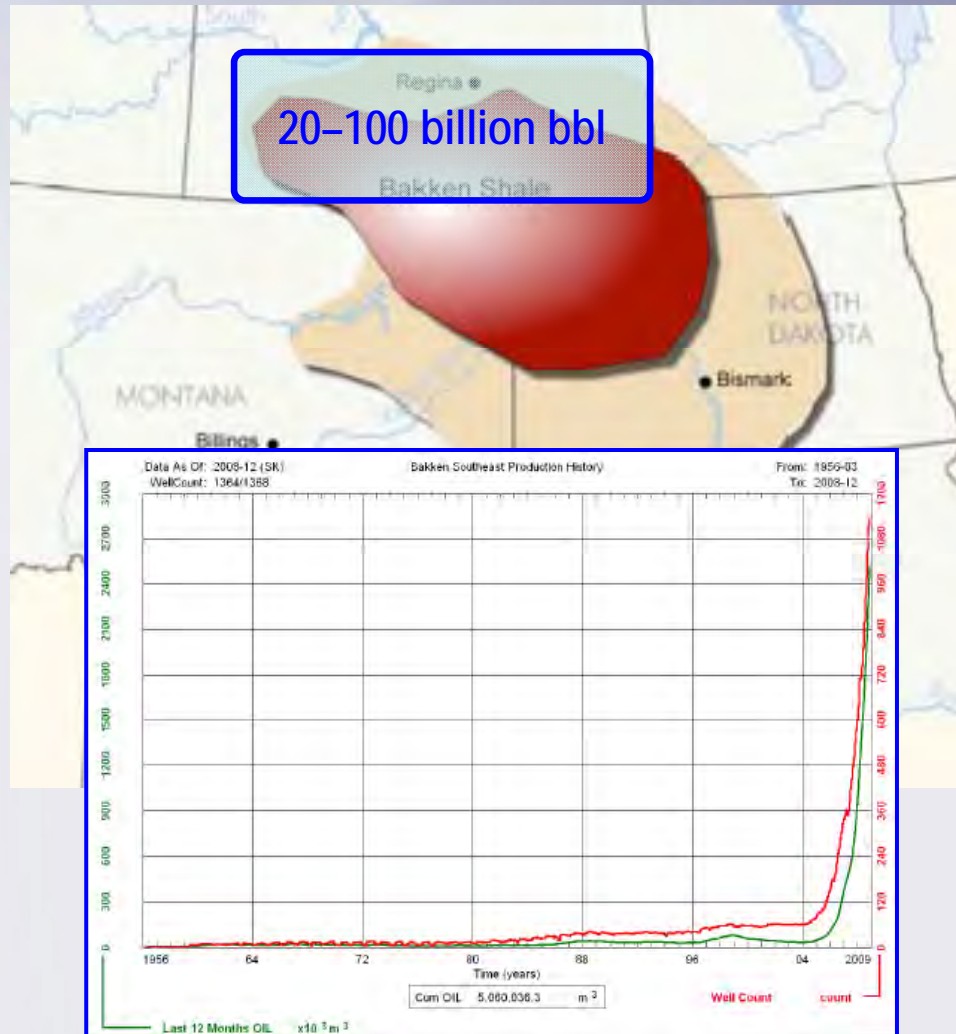 South
Regina
20–100 billion bbl
Bakken Shale
NORTH
DAKOTA
MONTANA
Bismark
Billings
Data As Of: 2008-12 (SK)
Bakken Southeast Production History
From: 1956-03
WellCount: 1364/1368
To: 2008-12
3000
2700
2400
2100
1800
1500
1200
900
600
300
0
1200
1080
960
840
720
600
480
360
240
120
0
1956 64 72 80 88 96 04 2009
Time (years)
Cum OIL 5,060,036.3 m³
Well Count count
Last 12 Months OIL x10³m³